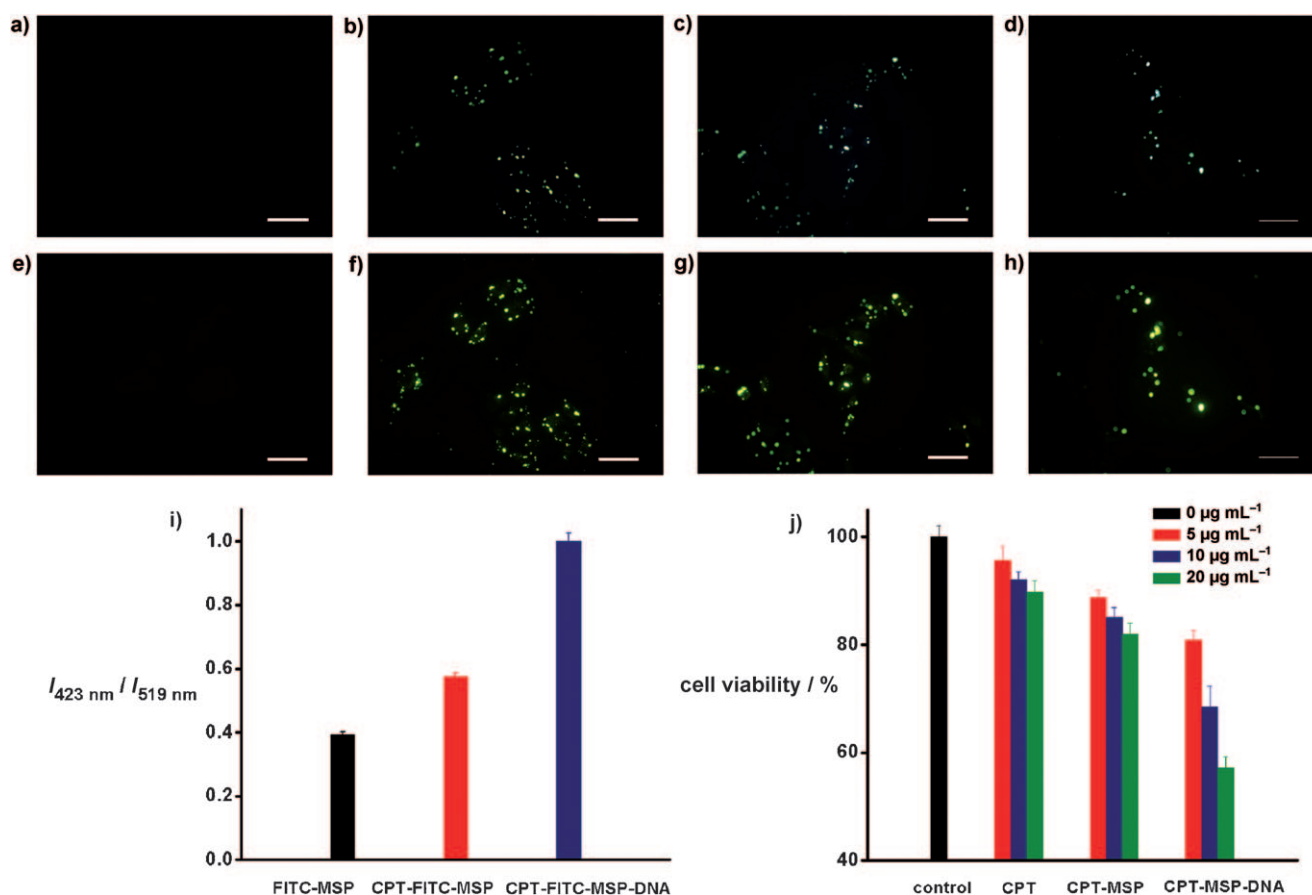 a) b) c) d)
e) f) g) h)
i)
1.0
0.8
0.6
0.4
0.2
0.0
I423 nm / I519 nm
FITC-MSP CPT-FITC-MSP CPT-FITC-MSP-DNA
j)
0 µg mL⁻¹
5 µg mL⁻¹
10 µg mL⁻¹
20 µg mL⁻¹
100
80
60
40
cell viability / %
control CPT CPT-MSP CPT-MSP-DNA